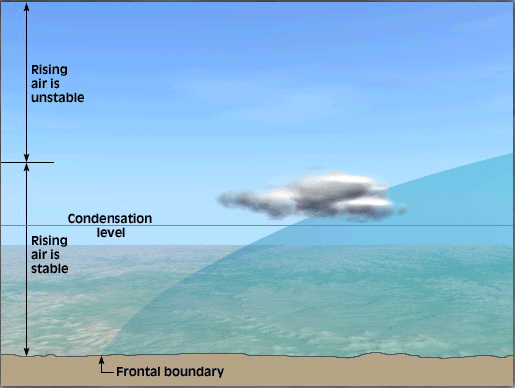 Rising
air is
unstable
Condensation
level
Rising
air is
stable
Frontal boundary